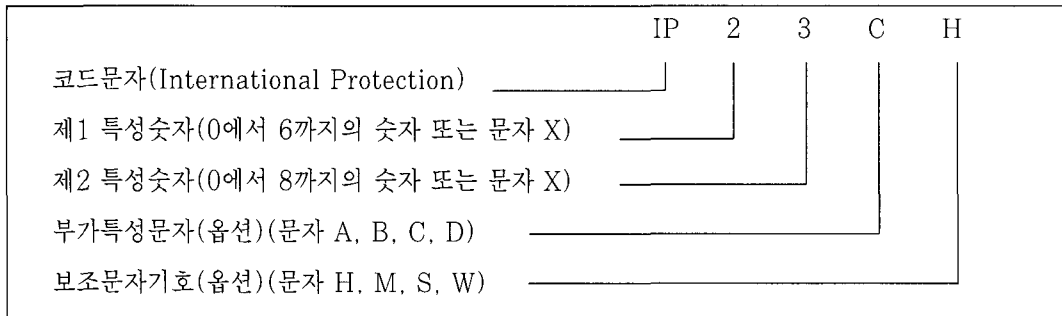 IP 2 3 C H
코드문자(International Protection)
제1 특성숫자(0에서 6까지의 숫자 또는 문자 X)
제2 특성숫자(0에서 8까지의 숫자 또는 문자 X)
부가특성문자(옵션)(문자 A, B, C, D)
보조문자기호(옵션)(문자 H, M, S, W)